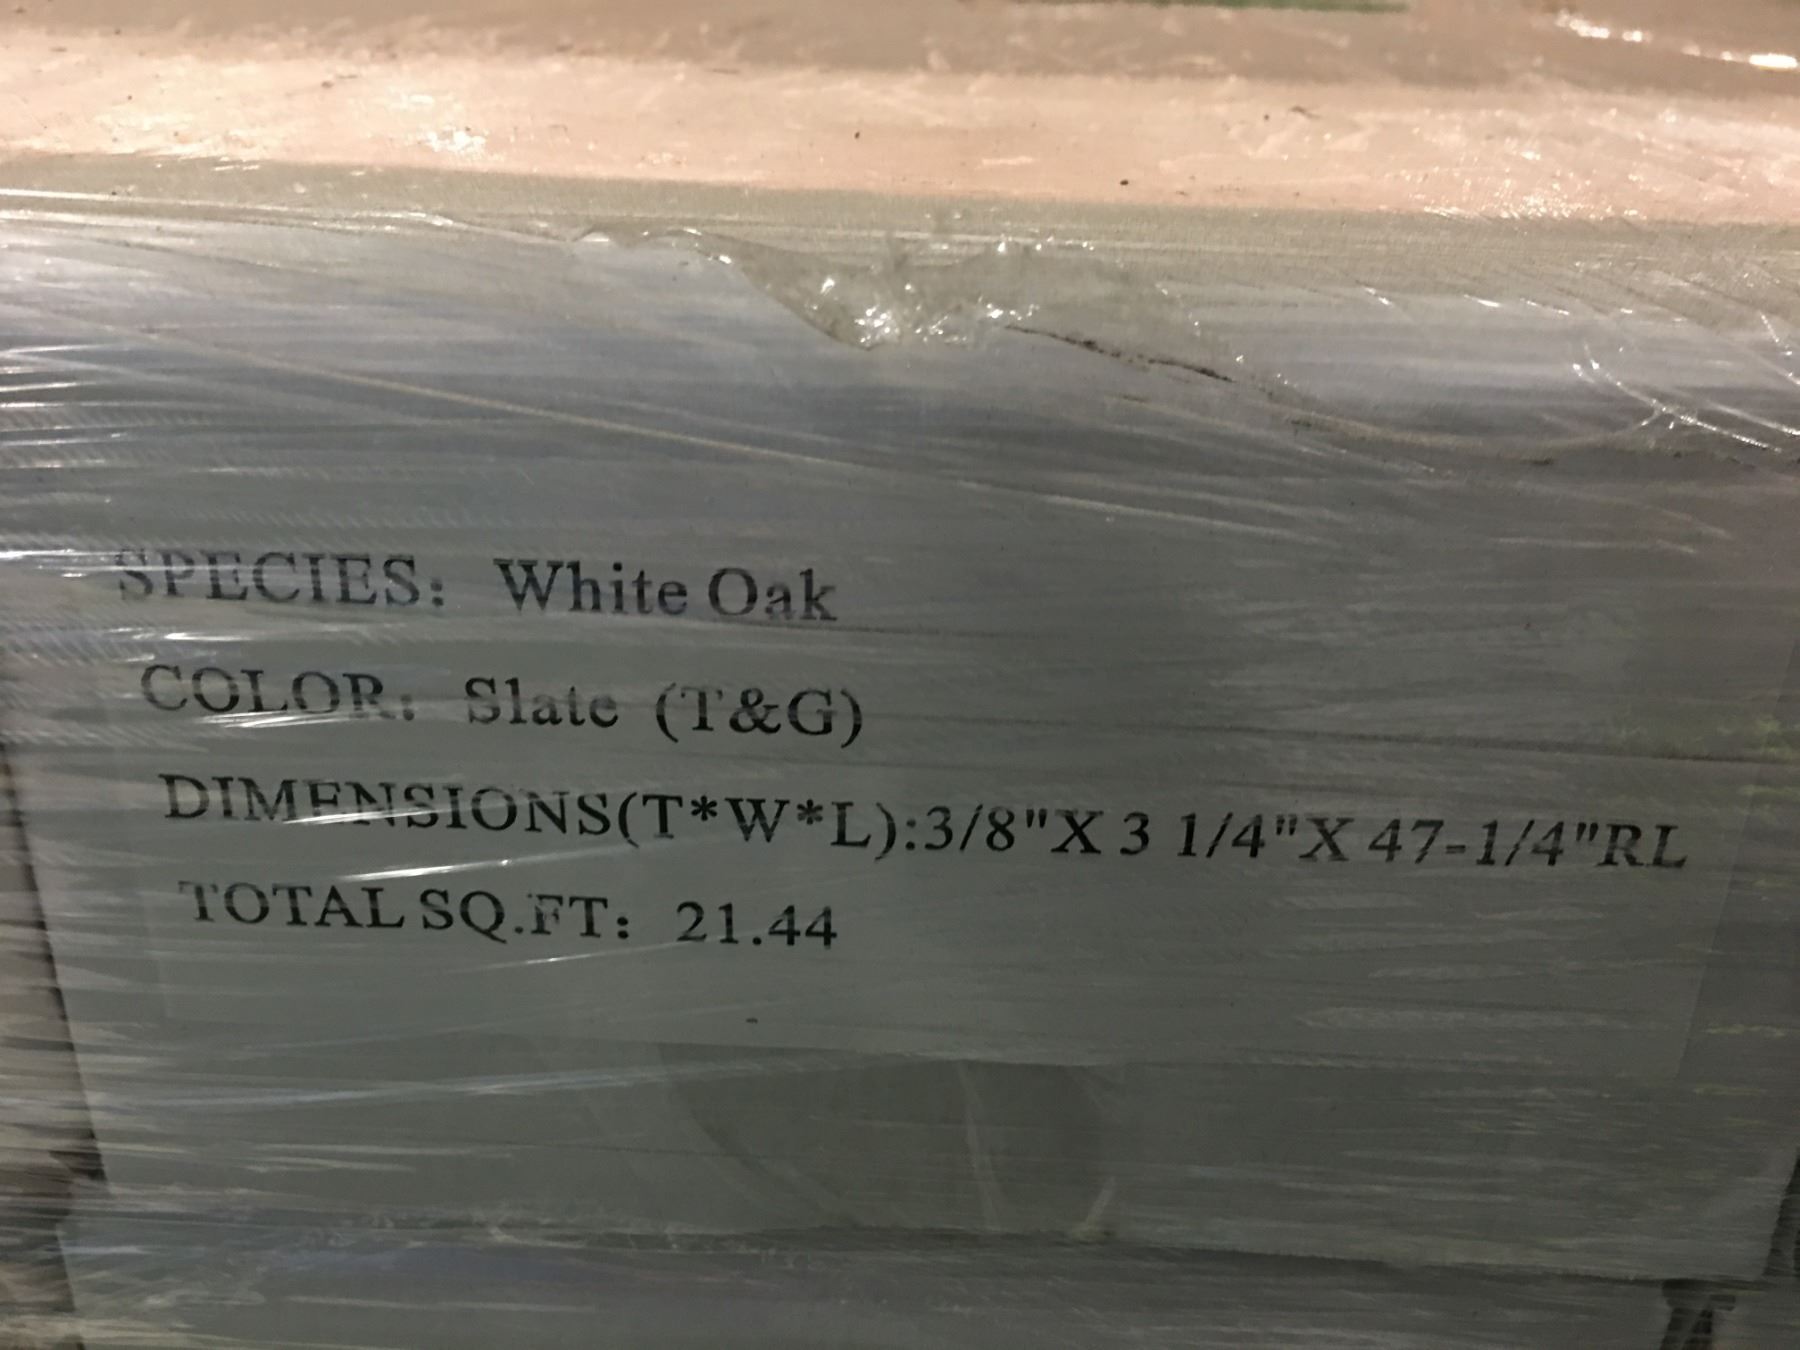 SPECIES: White Oak
COLOR: Slate (T&G)
DIMENSIONS(T*W*L):3/8"X 3 1/4"X 47-1/4"RL
TOTAL SQ.FT: 21.44